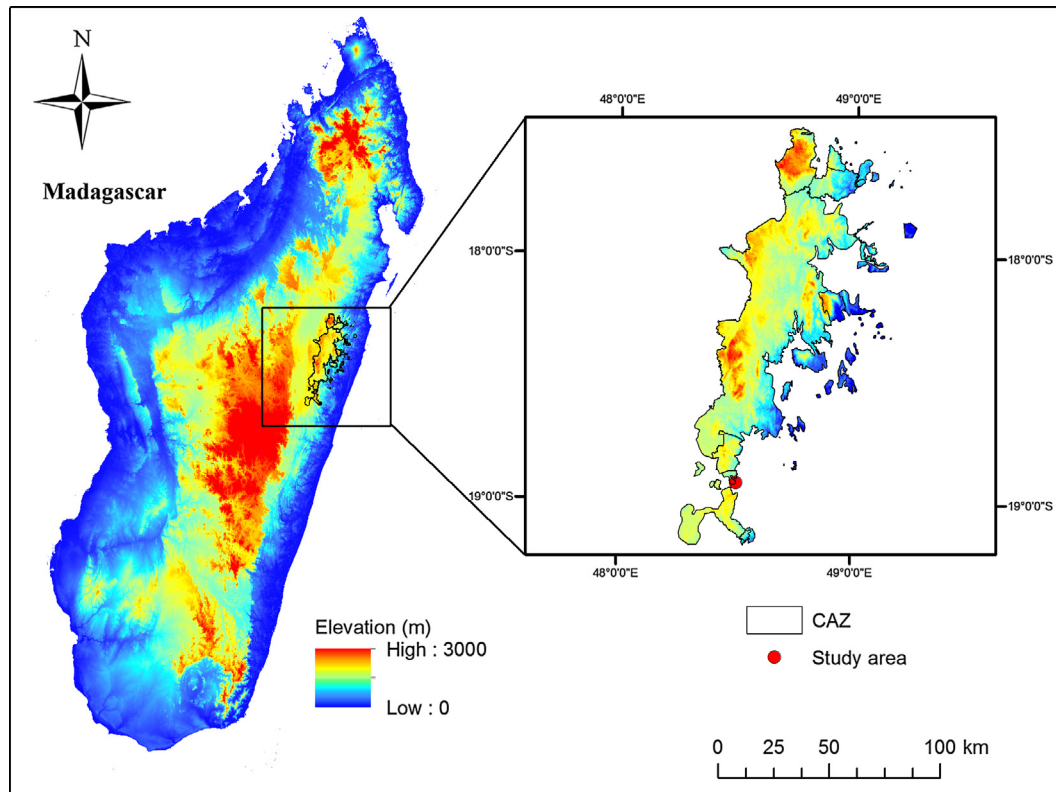 N
Madagascar
48°0'0"E 49°0'0"E
18°0'0"S 18°0'0"S
19°0'0"S 19°0'0"S
48°0'0"E 49°0'0"E
Elevation (m)
High : 3000
Low : 0
CAZ
Study area
0 25 50 100 km